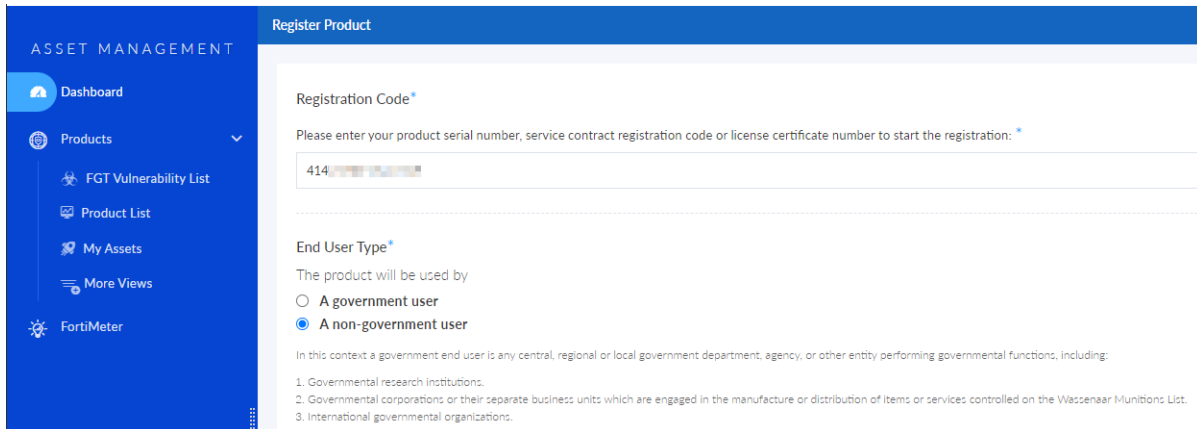 ASSET MANAGEMENT
Dashboard
Products
FGT Vulnerability List
Product List
My Assets
More Views
FortiMeter
Register Product
Registration Code*
Please enter your product serial number, service contract registration code or license certificate number to start the registration: *
414
End User Type*
The product will be used by
A government user
A non-government user
In this context a government end user is any central, regional or local government department, agency, or other entity performing governmental functions, including:
1. Governmental research institutions.
2. Governmental corporations or their separate business units which are engaged in the manufacture or distribution of items or services controlled on the Wassenaar Munitions List.
3. International governmental organizations.